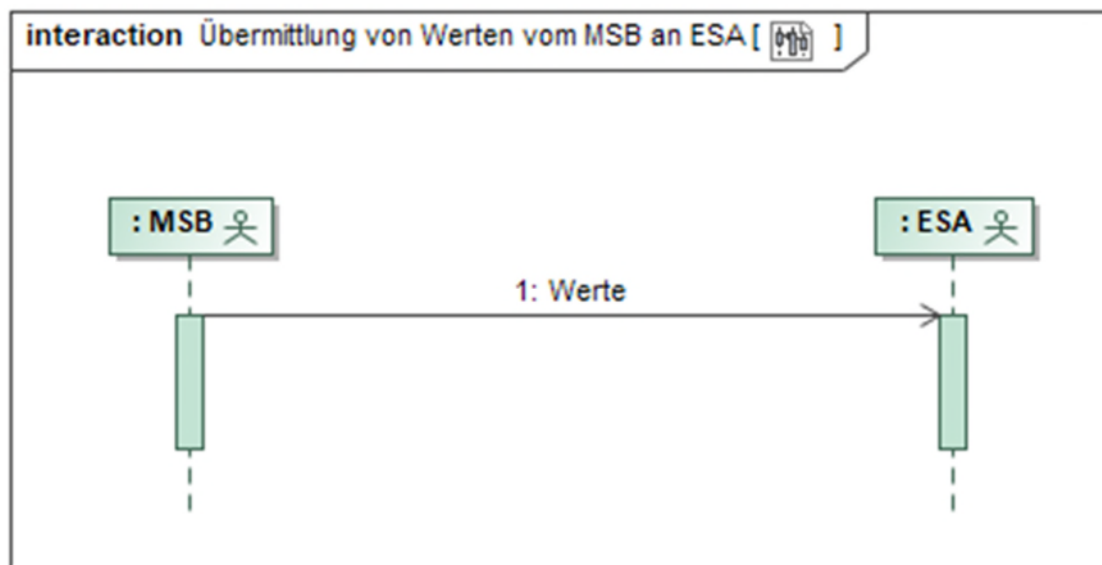 interaction Übermittlung von Werten vom MSB an ESA [ ]
: MSB
: ESA
1: Werte